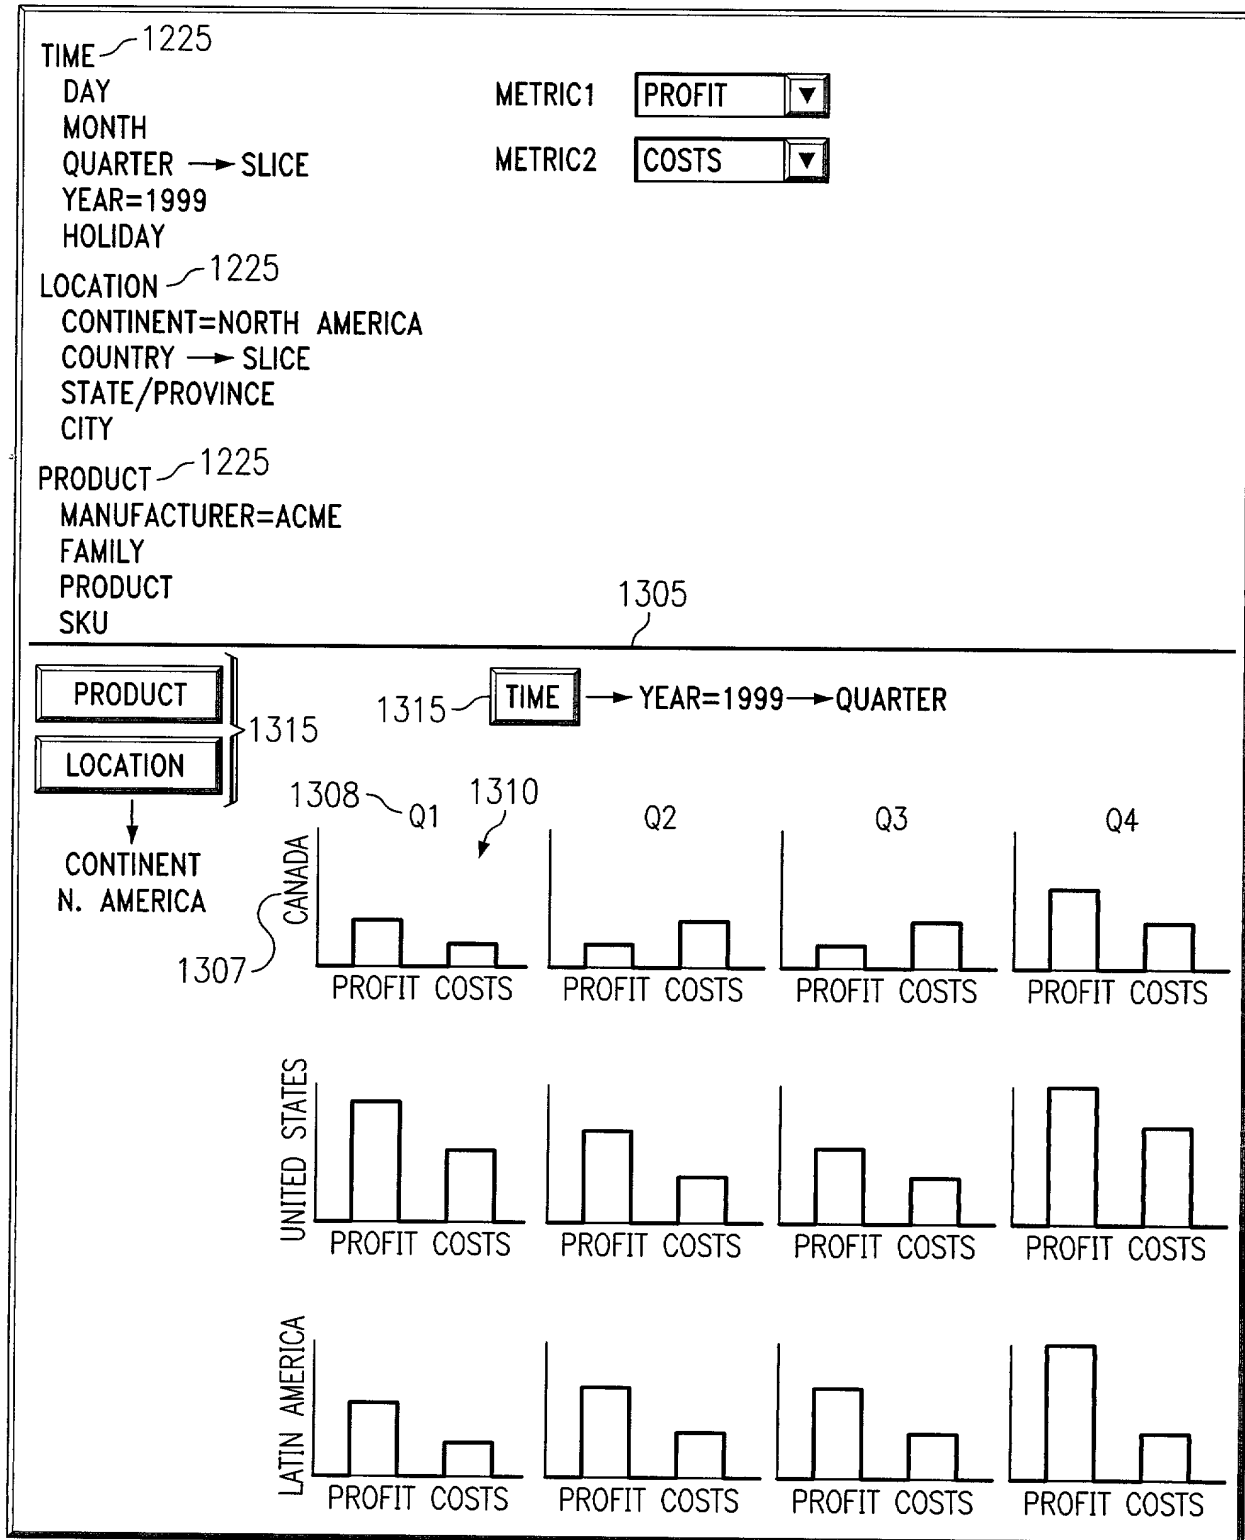 TIME 1225
DAY
MONTH
QUARTER → SLICE
YEAR=1999
HOLIDAY
METRIC1 PROFIT ▼
METRIC2 COSTS ▼
LOCATION 1225
CONTINENT=NORTH AMERICA
COUNTRY → SLICE
STATE/PROVINCE
CITY
PRODUCT 1225
MANUFACTURER=ACME
FAMILY
PRODUCT
SKU
1305
PRODUCT
LOCATION
1315
CONTINENT
N. AMERICA
1315 TIME → YEAR=1999 → QUARTER
1308 Q1 1310 Q2 Q3 Q4
CANADA
1307
PROFIT COSTS PROFIT COSTS PROFIT COSTS PROFIT COSTS
UNITED STATES
PROFIT COSTS PROFIT COSTS PROFIT COSTS PROFIT COSTS
LATIN AMERICA
PROFIT COSTS PROFIT COSTS PROFIT COSTS PROFIT COSTS